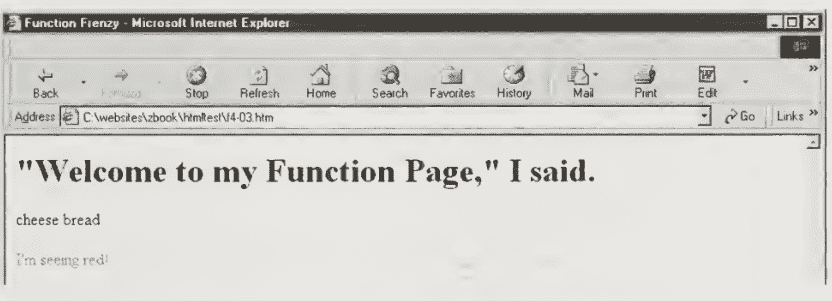 Function Frenzy - Microsoft Internet Explorer
Back Forward Stop Refresh Home Search Favorites History Mail Print Edit »
Address C:\websites\zbook\htmltest\f4-03.htm Go Links »
"Welcome to my Function Page," I said.
cheese bread
I'm seeing red!